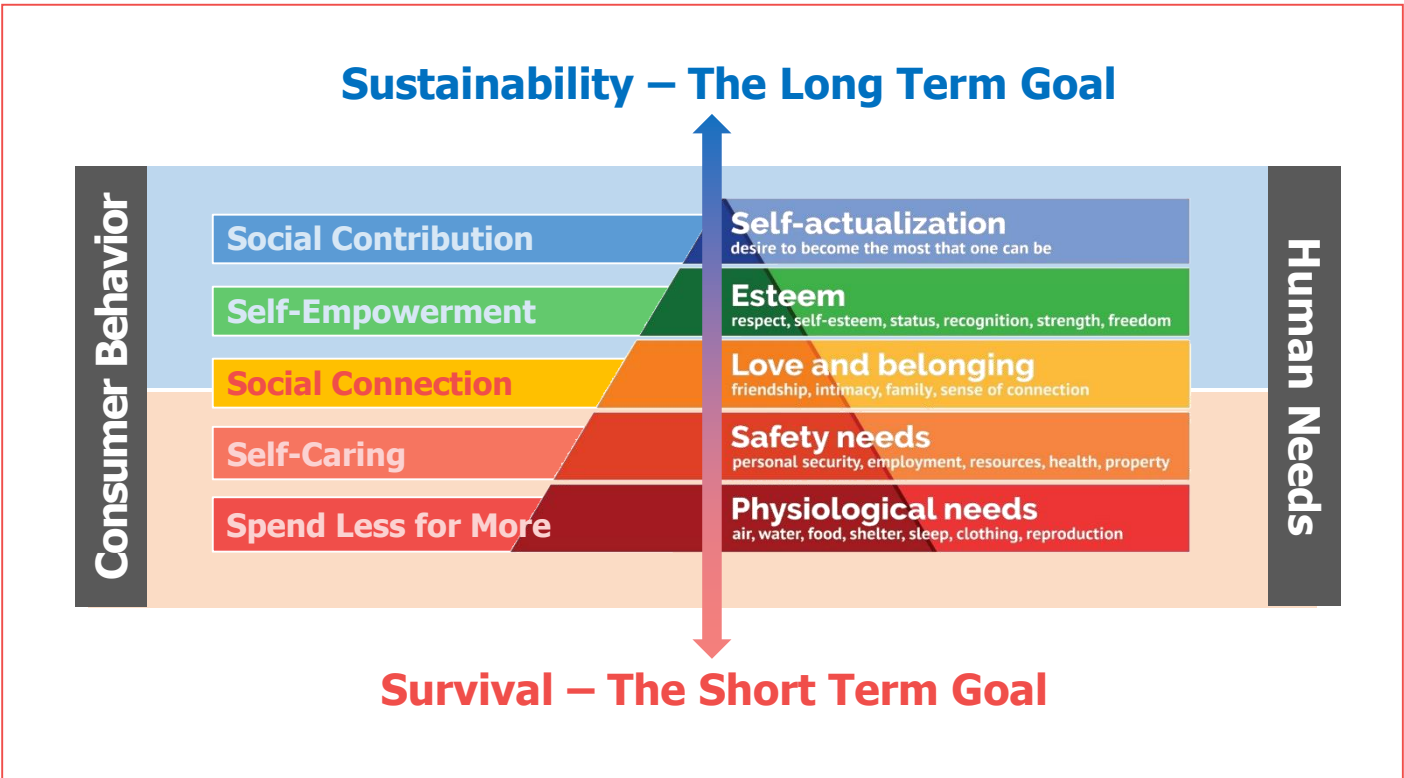 Sustainability – The Long Term Goal
Consumer Behavior
Social Contribution
Self-Empowerment
Social Connection
Self-Caring
Spend Less for More
Self-actualization
desire to become the most that one can be
Esteem
respect, self-esteem, status, recognition, strength, freedom
Love and belonging
friendship, intimacy, family, sense of connection
Safety needs
personal security, employment, resources, health, property
Physiological needs
air, water, food, shelter, sleep, clothing, reproduction
Human Needs
Survival – The Short Term Goal